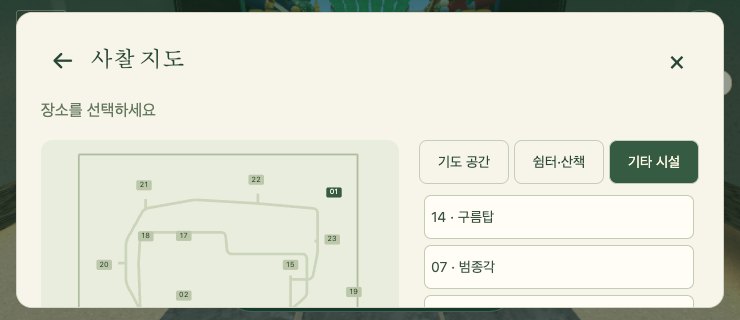 ← 사찰 지도 ×
장소를 선택하세요
기도 공간 쉼터·산책 기타 시설
21 22 01
18 17 23
20 15
02 19
14 · 구름탑
07 · 범종각